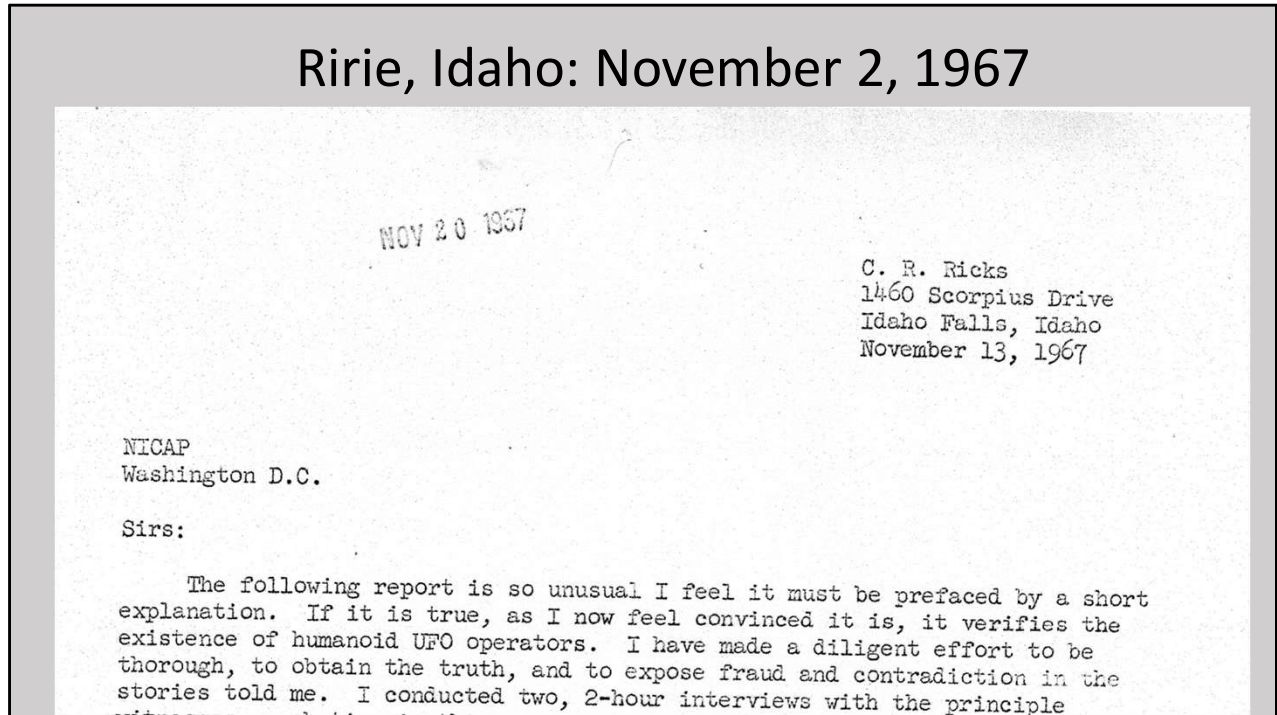 Ririe, Idaho: November 2, 1967
NOV 20 1967
C. R. Ricks
1460 Scorpius Drive
Idaho Falls, Idaho
November 13, 1967
NICAP
Washington D.C.
Sirs:
The following report is so unusual I feel it must be prefaced by a short
explanation. If it is true, as I now feel convinced it is, it verifies the
existence of humanoid UFO operators. I have made a diligent effort to be
thorough, to obtain the truth, and to expose fraud and contradiction in the
stories told me. I conducted two, 2-hour interviews with the principle